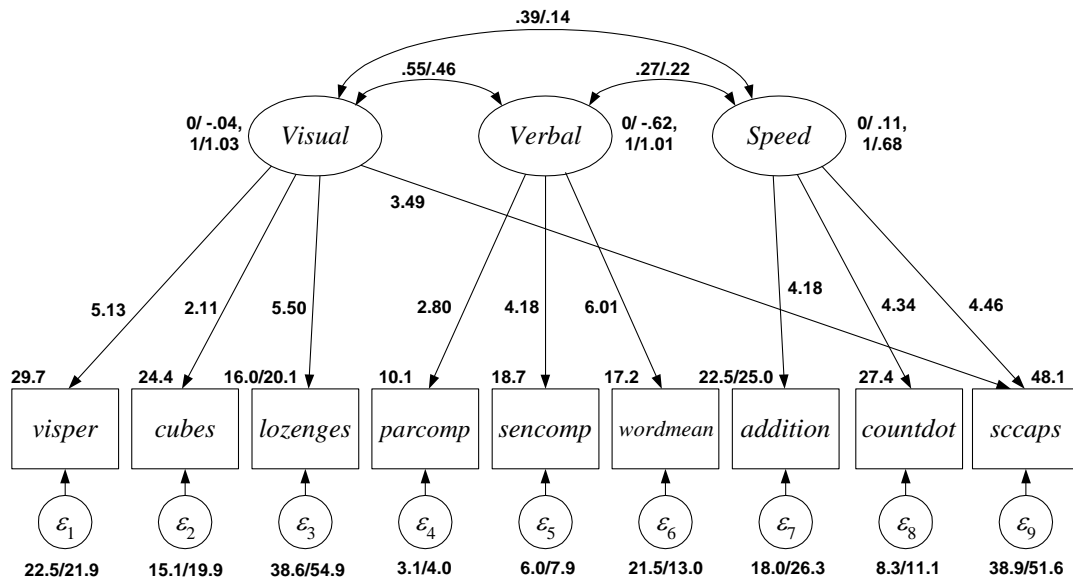 .39/.14
.55/.46 .27/.22
0/ -.04,
1/1.03
Visual
Verbal
0/ -.62,
1/1.01
Speed
0/ .11,
1/.68
3.49
5.13 2.11 5.50 2.80 4.18 6.01 4.18 4.34 4.46
29.7 24.4 16.0/20.1 10.1 18.7 17.2 22.5/25.0 27.4 48.1
visper cubes lozenges parcomp sencomp wordmean addition countdot sccaps
ε1 ε2 ε3 ε4 ε5 ε6 ε7 ε8 ε9
22.5/21.9 15.1/19.9 38.6/54.9 3.1/4.0 6.0/7.9 21.5/13.0 18.0/26.3 8.3/11.1 38.9/51.6